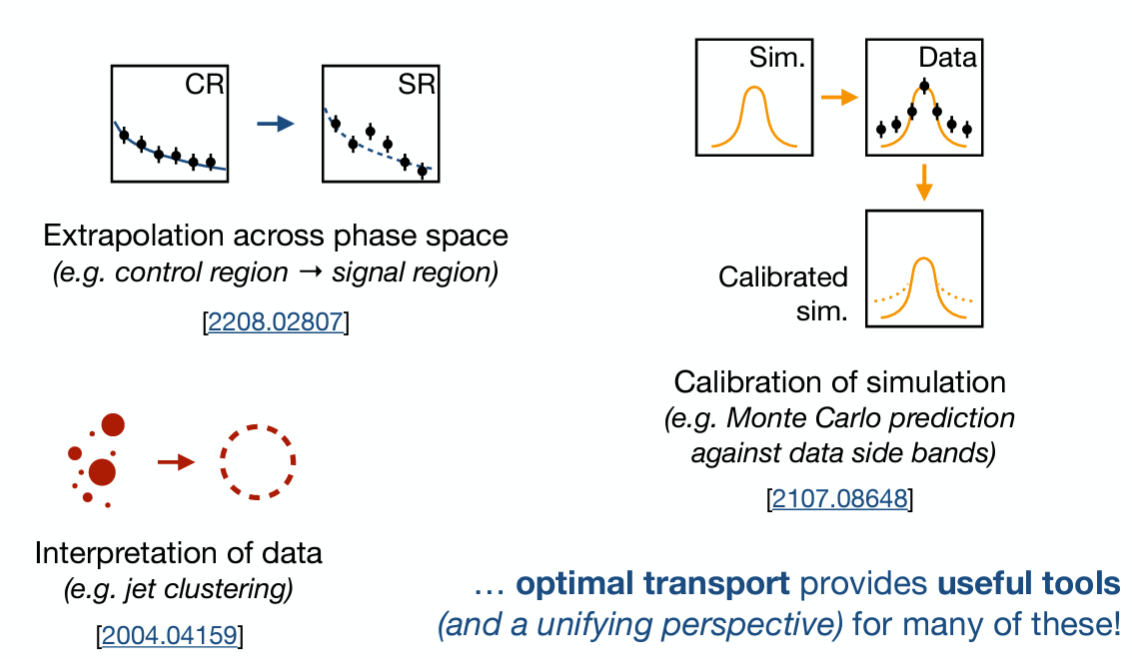 CR
SR
Extrapolation across phase space
(e.g. control region → signal region)
[2208.02807]
Sim.
Data
Calibrated
sim.
Calibration of simulation
(e.g. Monte Carlo prediction
against data side bands)
[2107.08648]
Interpretation of data
(e.g. jet clustering)
[2004.04159]
… optimal transport provides useful tools
(and a unifying perspective) for many of these!